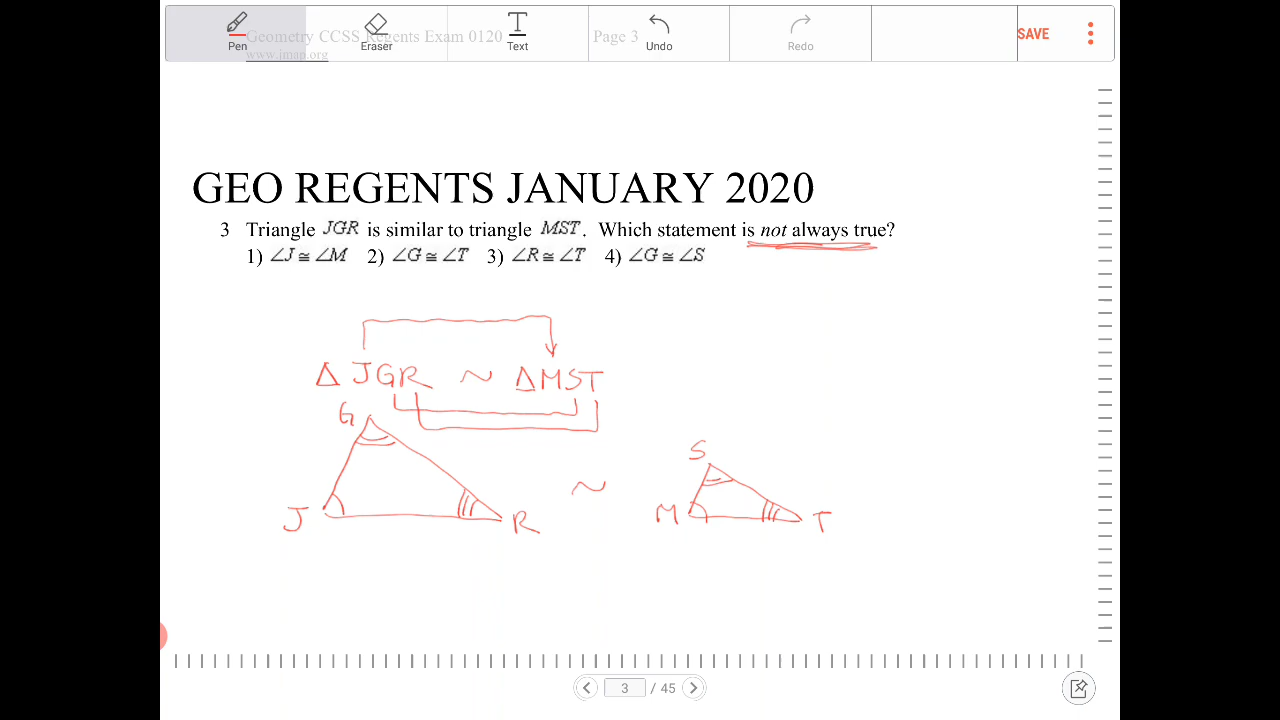 Geometry CCSS Regents Exam 0120 Page 3
www.jmap.org
Pen Eraser Text Undo Redo SAVE
GEO REGENTS JANUARY 2020
3 Triangle JGR is similar to triangle MST. Which statement is not always true?
1) ∠J ≅ ∠M 2) ∠G ≅ ∠T 3) ∠R ≅ ∠T 4) ∠G ≅ ∠S
Δ JGR ~ ΔMST
G
S
~
J R M T
3 / 45